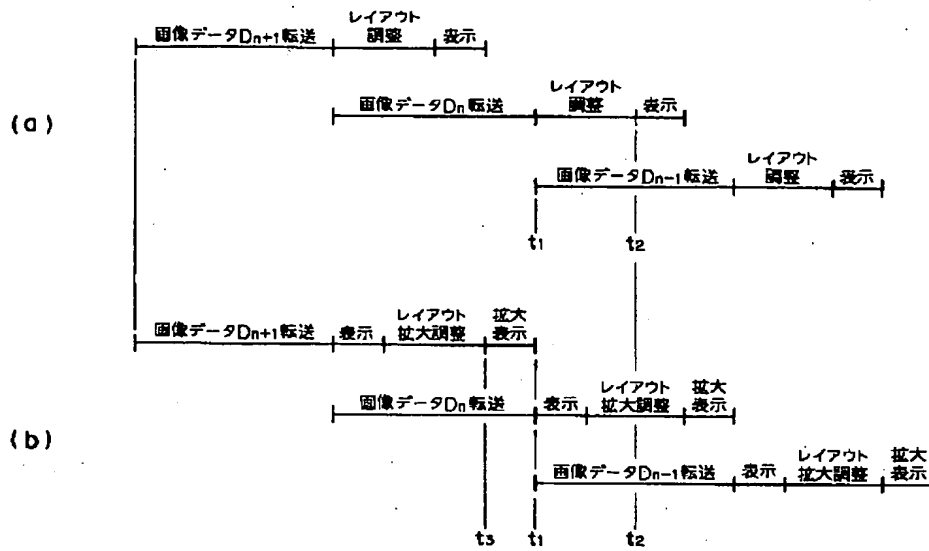 レイアウト
画像データDn+1転送 調整 表示
レイアウト
画像データDn転送 調整 表示
(a)
レイアウト
画像データDn-1転送 調整 表示
t1 t2
レイアウト 拡大
画像データDn+1転送 表示 拡大調整 表示
レイアウト 拡大
画像データDn転送 表示 拡大調整 表示
(b)
レイアウト 拡大
画像データDn-1転送 表示 拡大調整 表示
t3 t1 t2